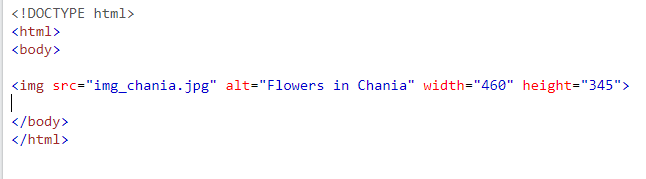 <!DOCTYPE html>
<html>
<body>
<img src="img_chania.jpg" alt="Flowers in Chania" width="460" height="345">
</body>
</html>